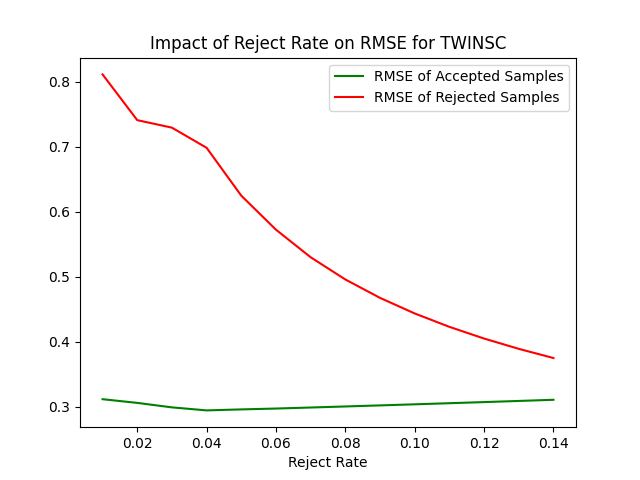 Impact of Reject Rate on RMSE for TWINSC
RMSE of Accepted Samples
RMSE of Rejected Samples
0.8
0.7
0.6
0.5
0.4
0.3
0.02 0.04 0.06 0.08 0.10 0.12 0.14
Reject Rate